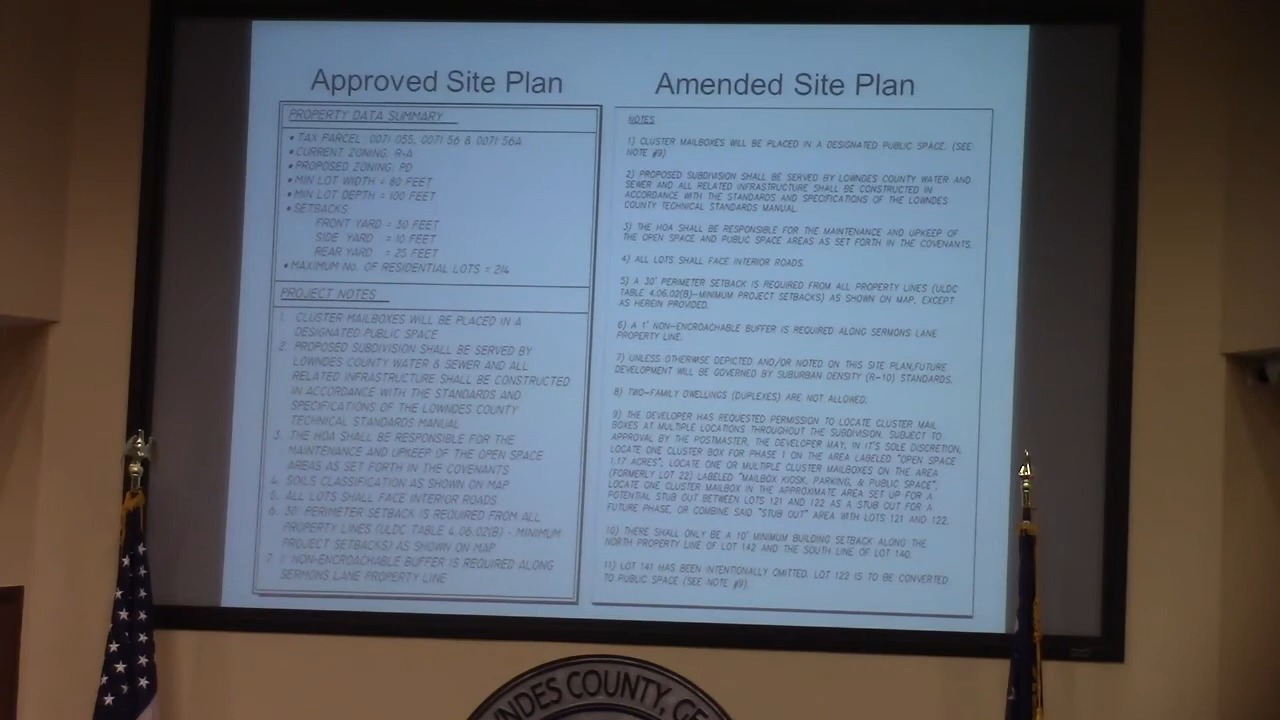 Approved Site Plan
PROPERTY DATA SUMMARY
• TAX PARCEL: 0071 055, 0071 56 & 0071 56A
• CURRENT ZONING: R-A
• PROPOSED ZONING: PD
• MIN LOT WIDTH = 80 FEET
• MIN LOT DEPTH = 100 FEET
• SETBACKS
FRONT YARD = 30 FEET
SIDE YARD = 10 FEET
REAR YARD = 25 FEET
• MAXIMUM No. OF RESIDENTIAL LOTS = 214
PROJECT NOTES
1. CLUSTER MAILBOXES WILL BE PLACED IN A
DESIGNATED PUBLIC SPACE
2. PROPOSED SUBDIVISION SHALL BE SERVED BY
LOWNDES COUNTY WATER & SEWER AND ALL
RELATED INFRASTRUCTURE SHALL BE CONSTRUCTED
IN ACCORDANCE WITH THE STANDARDS AND
SPECIFICATIONS OF THE LOWNDES COUNTY
TECHNICAL STANDARDS MANUAL
3. THE HOA SHALL BE RESPONSIBLE FOR THE
MAINTENANCE AND UPKEEP OF THE OPEN SPACE
AREAS AS SET FORTH IN THE COVENANTS
4. SOILS CLASSIFICATION AS SHOWN ON MAP
5. ALL LOTS SHALL FACE INTERIOR ROADS
6. 30' PERIMETER SETBACK IS REQUIRED FROM ALL
PROPERTY LINES (ULDC TABLE 4.06.02(B) - MINIMUM
PROJECT SETBACKS) AS SHOWN ON MAP
7. 1' NON-ENCROACHABLE BUFFER IS REQUIRED ALONG
SERMONS LANE PROPERTY LINE
Amended Site Plan
NOTES
1) CLUSTER MAILBOXES WILL BE PLACED IN A DESIGNATED PUBLIC SPACE. (SEE
NOTE #9)
2) PROPOSED SUBDIVISION SHALL BE SERVED BY LOWNDES COUNTY WATER AND
SEWER AND ALL RELATED INFRASTRUCTURE SHALL BE CONSTRUCTED IN
ACCORDANCE WITH THE STANDARDS AND SPECIFICATIONS OF THE LOWNDES
COUNTY TECHNICAL STANDARDS MANUAL.
3) THE HOA SHALL BE RESPONSIBLE FOR THE MAINTENANCE AND UPKEEP OF
THE OPEN SPACE AND PUBLIC SPACE AREAS AS SET FORTH IN THE COVENANTS.
4) ALL LOTS SHALL FACE INTERIOR ROADS.
5) A 30' PERIMETER SETBACK IS REQUIRED FROM ALL PROPERTY LINES (ULDC
TABLE 4.06.02(B)-MINIMUM PROJECT SETBACKS) AS SHOWN ON MAP, EXCEPT
AS HEREIN PROVIDED.
6) A 1' NON-ENCROACHABLE BUFFER IS REQUIRED ALONG SERMONS LANE
PROPERTY LINE.
7) UNLESS OTHERWISE DEPICTED AND/OR NOTED ON THIS SITE PLAN,FUTURE
DEVELOPMENT WILL BE GOVERNED BY SUBURBAN DENSITY (R-10) STANDARDS.
8) TWO-FAMILY DWELLINGS (DUPLEXES) ARE NOT ALLOWED.
9) THE DEVELOPER HAS REQUESTED PERMISSION TO LOCATE CLUSTER MAIL
BOXES AT MULTIPLE LOCATIONS THROUGHOUT THE SUBDIVISION. SUBJECT TO
APPROVAL BY THE POSTMASTER, THE DEVELOPER MAY, IN IT'S SOLE DISCRETION,
LOCATE ONE CLUSTER BOX FOR PHASE 1 ON THE AREA LABELED "OPEN SPACE
1.17 ACRES", LOCATE ONE OR MULTIPLE CLUSTER MAILBOXES ON THE AREA
(FORMERLY LOT 22) LABELED "MAILBOX KIOSK, PARKING, & PUBLIC SPACE",
LOCATE ONE CLUSTER MAILBOX IN THE APPROXIMATE AREA SET UP FOR A
POTENTIAL STUB OUT BETWEEN LOTS 121 AND 122 AS A STUB OUT FOR A
FUTURE PHASE, OR COMBINE SAID "STUB OUT" AREA WITH LOTS 121 AND 122.
10) THERE SHALL ONLY BE A 10' MINIMUM BUILDING SETBACK ALONG THE
NORTH PROPERTY LINE OF LOT 142 AND THE SOUTH LINE OF LOT 140.
11) LOT 141 HAS BEEN INTENTIONALLY OMITTED. LOT 122 IS TO BE CONVERTED
TO PUBLIC SPACE (SEE NOTE #9).
WNDES COUNTY, GE